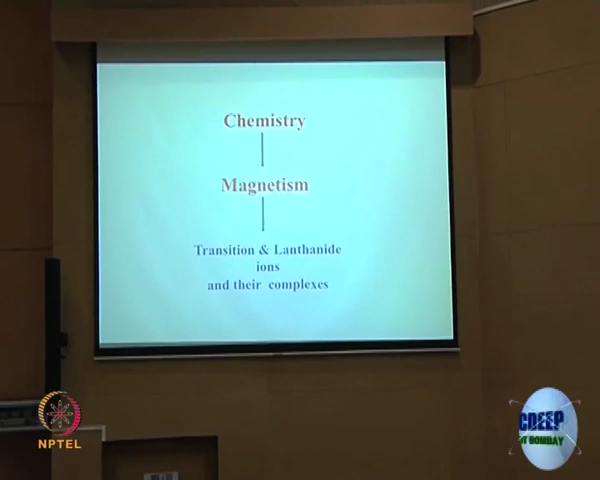 Chemistry
Magnetism
Transition & Lanthanide
ions
and their complexes
NPTEL
CDEEP
IIT BOMBAY